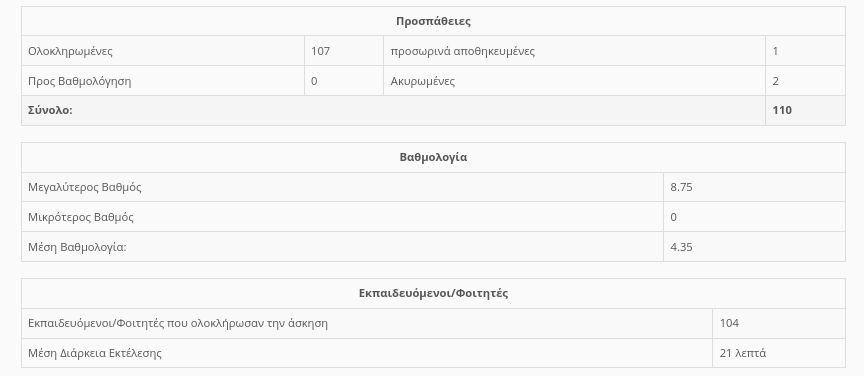 Προσπάθειες
Ολοκληρωμένες 107 προσωρινά αποθηκευμένες 1
Προς Βαθμολόγηση 0 Ακυρωμένες 2
Σύνολο: 110
Βαθμολογία
Μεγαλύτερος Βαθμός 8.75
Μικρότερος Βαθμός 0
Μέση Βαθμολογία: 4.35
Εκπαιδευόμενοι/Φοιτητές
Εκπαιδευόμενοι/Φοιτητές που ολοκλήρωσαν την άσκηση 104
Μέση Διάρκεια Εκτέλεσης 21 λεπτά